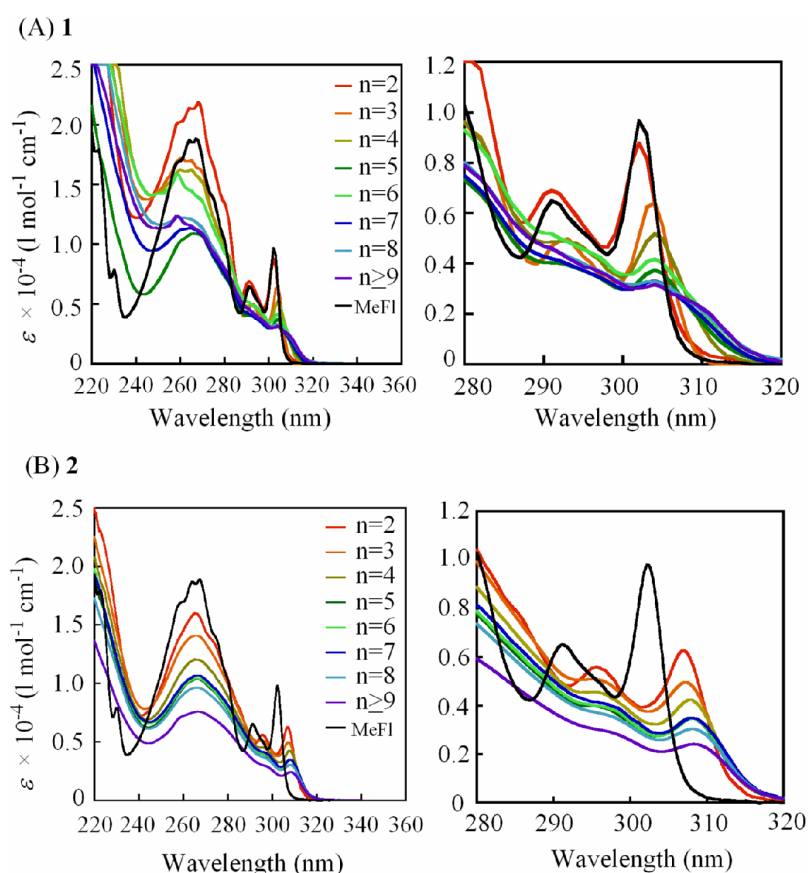 (A) 1
2.5
2.0
1.5
1.0
0.5
0
220 240 260 280 300 320 340 360
Wavelength (nm)
ε × 10⁻⁴ (l mol⁻¹ cm⁻¹)
n=2
n=3
n=4
n=5
n=6
n=7
n=8
n≥9
MeFl
1.2
1.0
0.8
0.6
0.4
0.2
0
280 290 300 310 320
Wavelength (nm)
(B) 2
2.5
2.0
1.5
1.0
0.5
0
220 240 260 280 300 320 340 360
Wavelength (nm)
ε × 10⁻⁴ (l mol⁻¹ cm⁻¹)
n=2
n=3
n=4
n=5
n=6
n=7
n=8
n≥9
MeFl
1.2
1.0
0.8
0.6
0.4
0.2
0
280 290 300 310 320
Wavelength (nm)